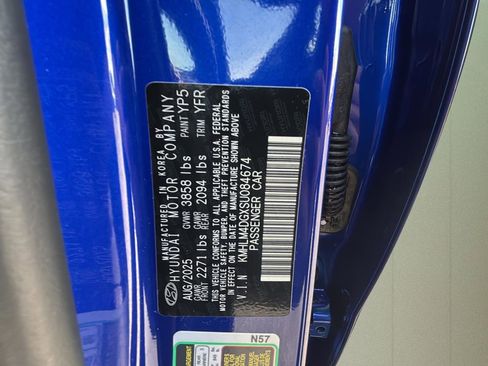 MANUFACTURED IN KOREA BY
HYUNDAI MOTOR COMPANY
AUG/2025 GVWR 3858 lbs PAINT YP5
GAWR FRONT 2271 lbs GAWR REAR 2094 lbs TRIM YFR
THIS VEHICLE CONFORMS TO ALL APPLICABLE U.S.A. FEDERAL
MOTOR VEHICLE SAFETY, BUMPER, AND THEFT PREVENTION STANDARDS
IN EFFECT ON THE DATE OF MANUFACTURE SHOWN ABOVE
V.I.N KMHLM4DGXSU084674
PASSENGER CAR
N57